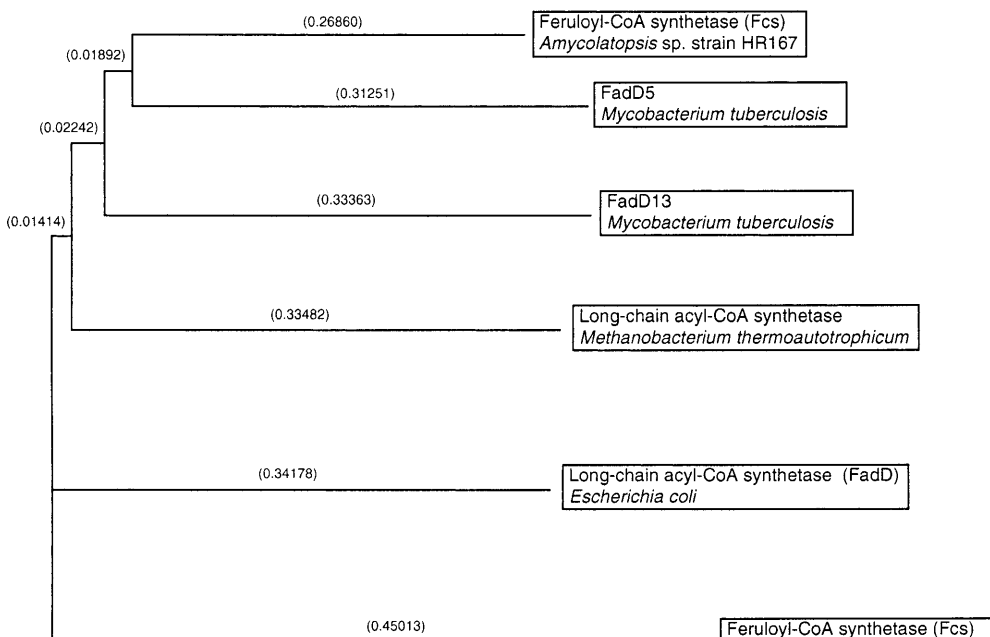 (0.26860)
Feruloyl-CoA synthetase (Fcs)
Amycolatopsis sp. strain HR167
(0.01892)
(0.31251)
FadD5
Mycobacterium tuberculosis
(0.02242)
(0.33363)
FadD13
Mycobacterium tuberculosis
(0.01414)
(0.33482)
Long-chain acyl-CoA synthetase
Methanobacterium thermoautotrophicum
(0.34178)
Long-chain acyl-CoA synthetase (FadD)
Escherichia coli
(0.45013)
Feruloyl-CoA synthetase (Fcs)